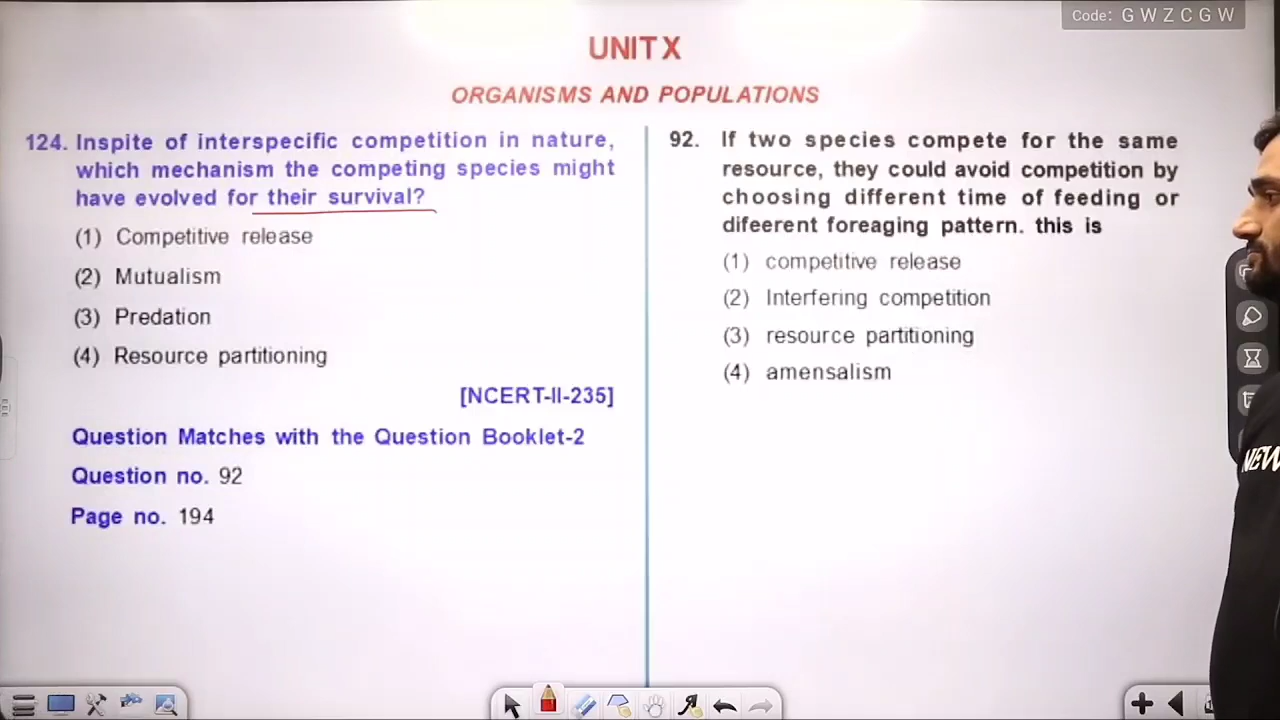 Code: G W Z C G W
UNIT X
ORGANISMS AND POPULATIONS
124. Inspite of interspecific competition in nature,
which mechanism the competing species might
have evolved for their survival?
(1) Competitive release
(2) Mutualism
(3) Predation
(4) Resource partitioning
[NCERT-II-235]
Question Matches with the Question Booklet-2
Question no. 92
Page no. 194
92. If two species compete for the same
resource, they could avoid competition by
choosing different time of feeding or
difeerent foreaging pattern. this is
(1) competitive release
(2) Interfering competition
(3) resource partitioning
(4) amensalism
NEW